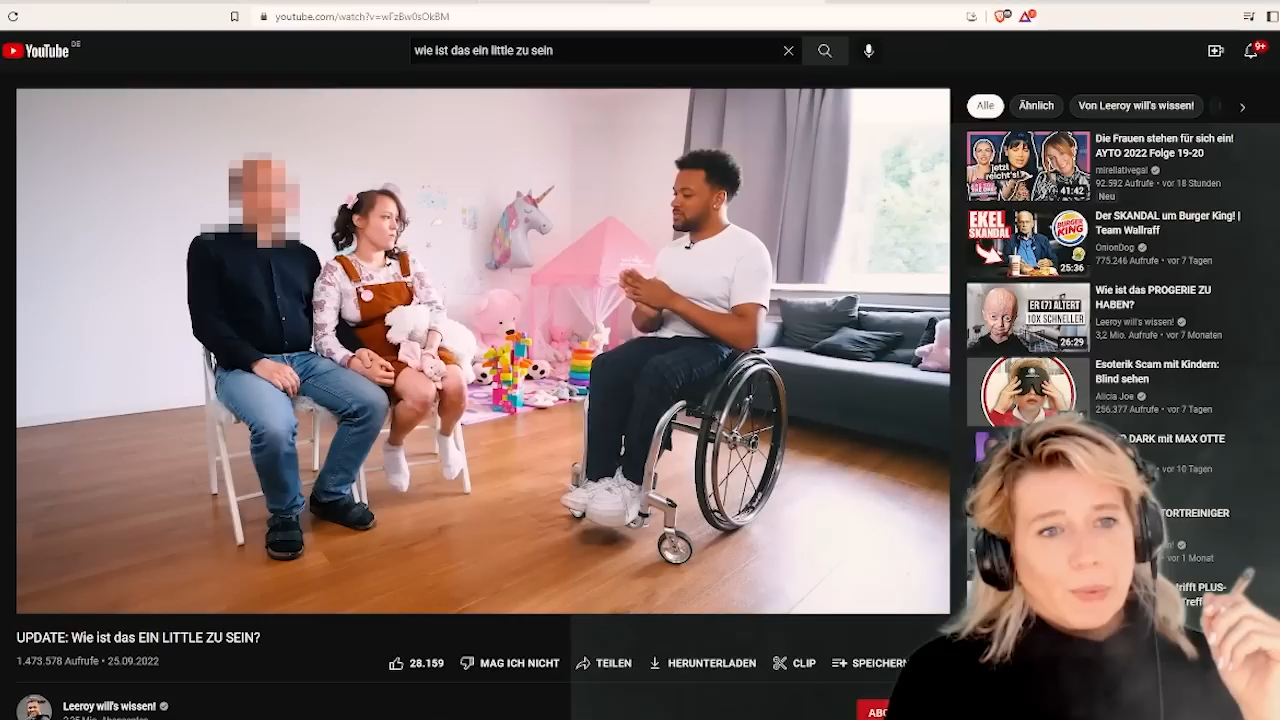 youtube.com/watch?v=wFzBw0sOkBM
YouTube DE
wie ist das ein little zu sein
9+
Alle
Ähnlich
Von Leeroy will's wissen!
Jetzt reicht's!
41:42
Die Frauen stehen für sich ein!
AYTO 2022 Folge 19-20
mirellativegal
92.592 Aufrufe • vor 18 Stunden
Neu
EKEL
SKANDAL
BURGER
KING
25:36
Der SKANDAL um Burger King! |
Team Wallraff
OnionDog
775.246 Aufrufe • vor 7 Tagen
ER (7) ALTERT
10X SCHNELLER
26:29
Wie ist das PROGERIE ZU
HABEN?
Leeroy will's wissen!
3,2 Mio. Aufrufe • vor 7 Monaten
Esoterik Scam mit Kindern:
Blind sehen
Alicia Joe
256.377 Aufrufe • vor 7 Tagen
DARK mit MAX OTTE
vor 10 Tagen
TORTREINIGER
vor 1 Monat
UPDATE: Wie ist das EIN LITTLE ZU SEIN?
1.473.578 Aufrufe • 25.09.2022
28.159
MAG ICH NICHT
TEILEN
HERUNTERLADEN
CLIP
SPEICHERN
Leeroy will's wissen!